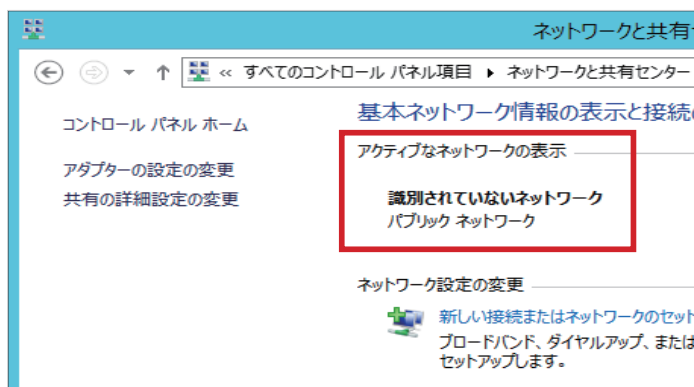 ネットワークと共有
« すべてのコントロール パネル項目 ▸ ネットワークと共有センター
コントロール パネル ホーム
アダプターの設定の変更
共有の詳細設定の変更
基本ネットワーク情報の表示と接続
アクティブなネットワークの表示
識別されていないネットワーク
パブリック ネットワーク
ネットワーク設定の変更
新しい接続またはネットワークのセット
ブロードバンド、ダイヤルアップ、または
セットアップします。